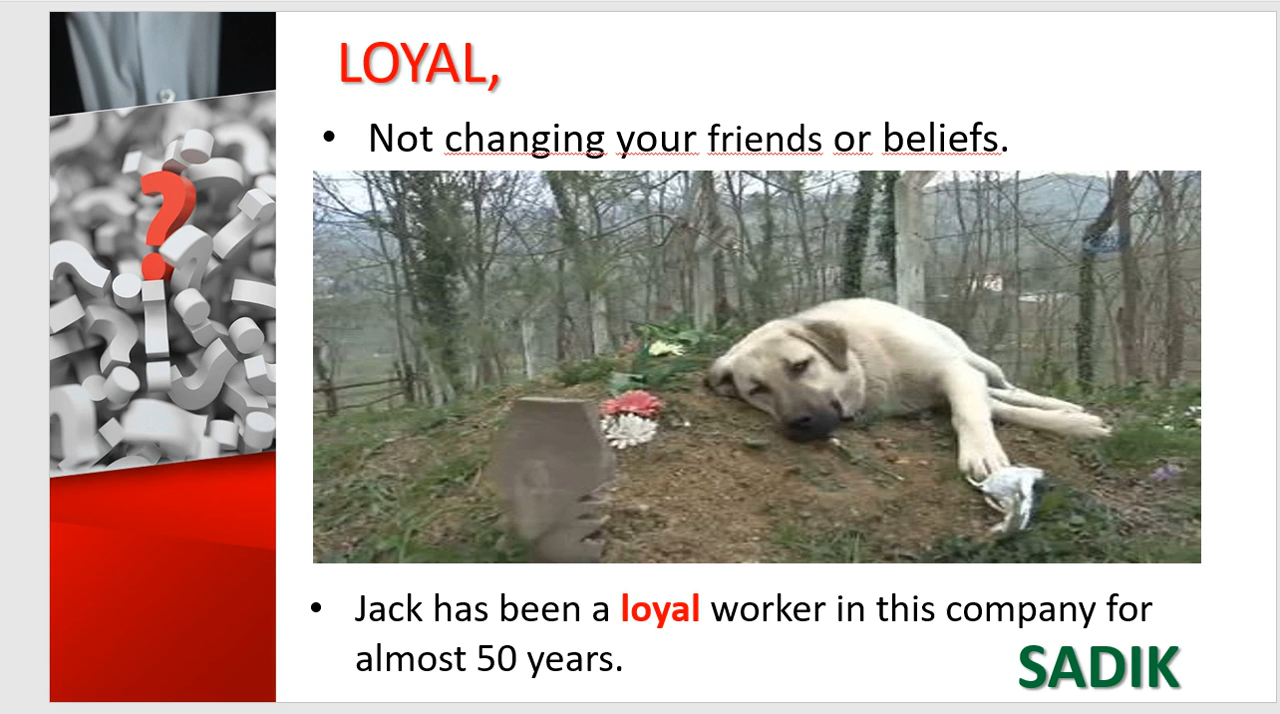 LOYAL,
• Not changing your friends or beliefs.
• Jack has been a loyal worker in this company for
almost 50 years.
SADIK